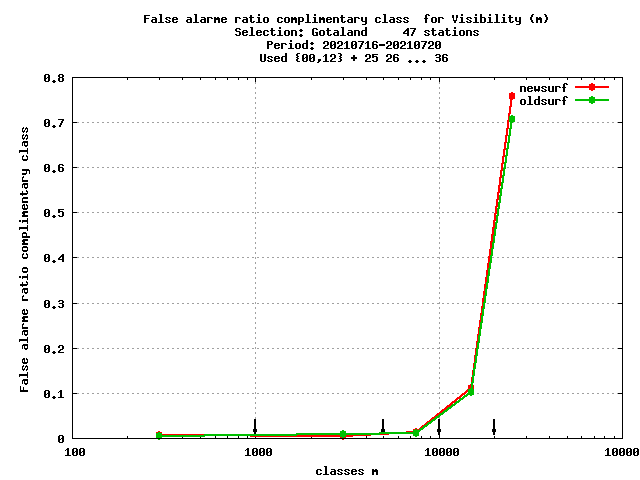 False alarme ratio complimentary class  for Visibility (m)
Selection: Gotaland     47 stations
Period: 20210716-20210720
Used {00,12} + 25 26 ... 36
newsurf
oldsurf
False alarme ratio complimentary class
0.8
0.7
0.6
0.5
0.4
0.3
0.2
0.1
0
100 1000 10000 10000
classes m